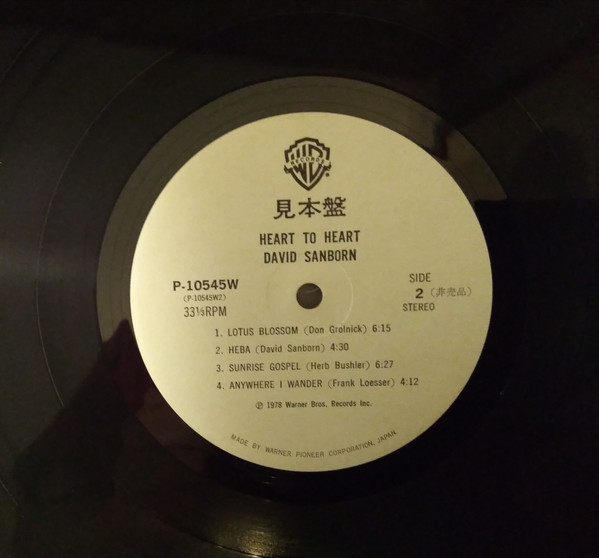 RECORDS
見本盤
HEART TO HEART
DAVID SANBORN
P-10545W
(P-10545W2)
33⅓RPM
SIDE
2 (非売品)
STEREO
1. LOTUS BLOSSOM (Don Grolnick) 6:15
2. HEBA (David Sanborn) 4:30
3. SUNRISE GOSPEL (Herb Bushler) 6:27
4. ANYWHERE I WANDER (Frank Loesser) 4:12
℗ 1978 Warner Bros. Records Inc.
MADE BY WARNER PIONEER CORPORATION, JAPAN